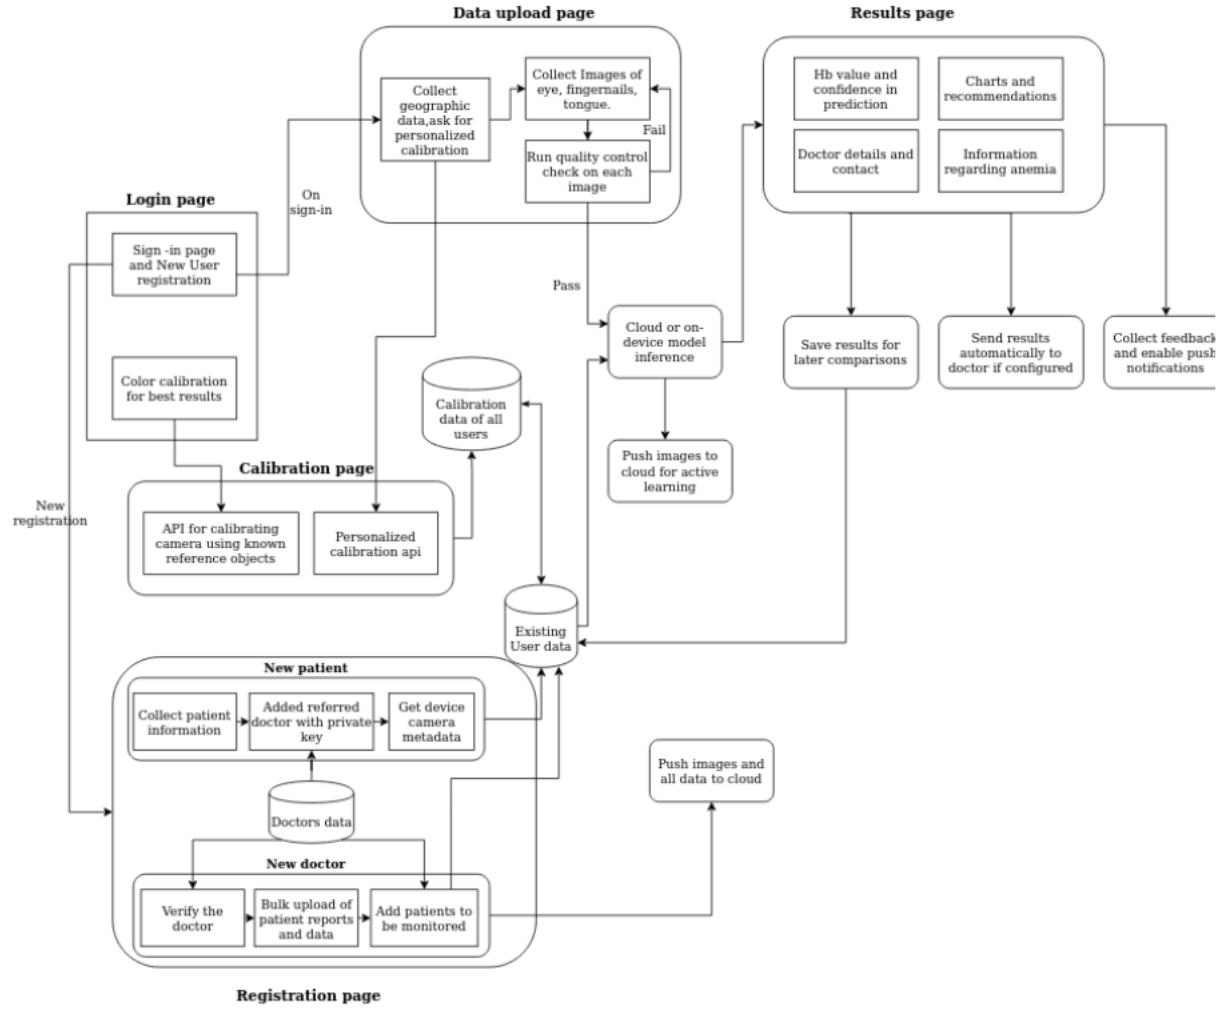 Data upload page
Results page
Collect
geographic
data,ask for
personalized
calibration
Collect Images of
eye, fingernails,
tongue.
Fail
Run quality control
check on each
image
Hb value and
confidence in
prediction
Charts and
recommendations
Doctor details and
contact
Information
regarding anemia
Login page
On
sign-in
Sign -in page
and New User
registration
Color calibration
for best results
Pass
Cloud or on-
device model
inference
Save results for
later comparisons
Send results
automatically to
doctor if configured
Collect feedback
and enable push
notifications
Calibration
data of all
users
Push images to
cloud for active
learning
Calibration page
New
registration
API for calibrating
camera using known
reference objects
Personalized
calibration api
Existing
User data
New patient
Collect patient
information
Added referred
doctor with private
key
Get device
camera
metadata
Push images and
all data to cloud
Doctors data
New doctor
Verify the
doctor
Bulk upload of
patient reports
and data
Add patients to
be monitored
Registration page